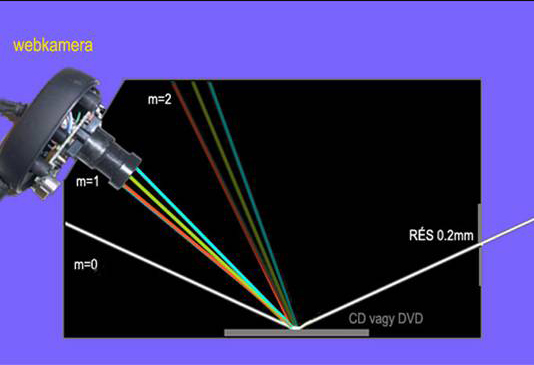 webkamera
m=2
m=1
RÉS 0.2mm
m=0
CD vagy DVD